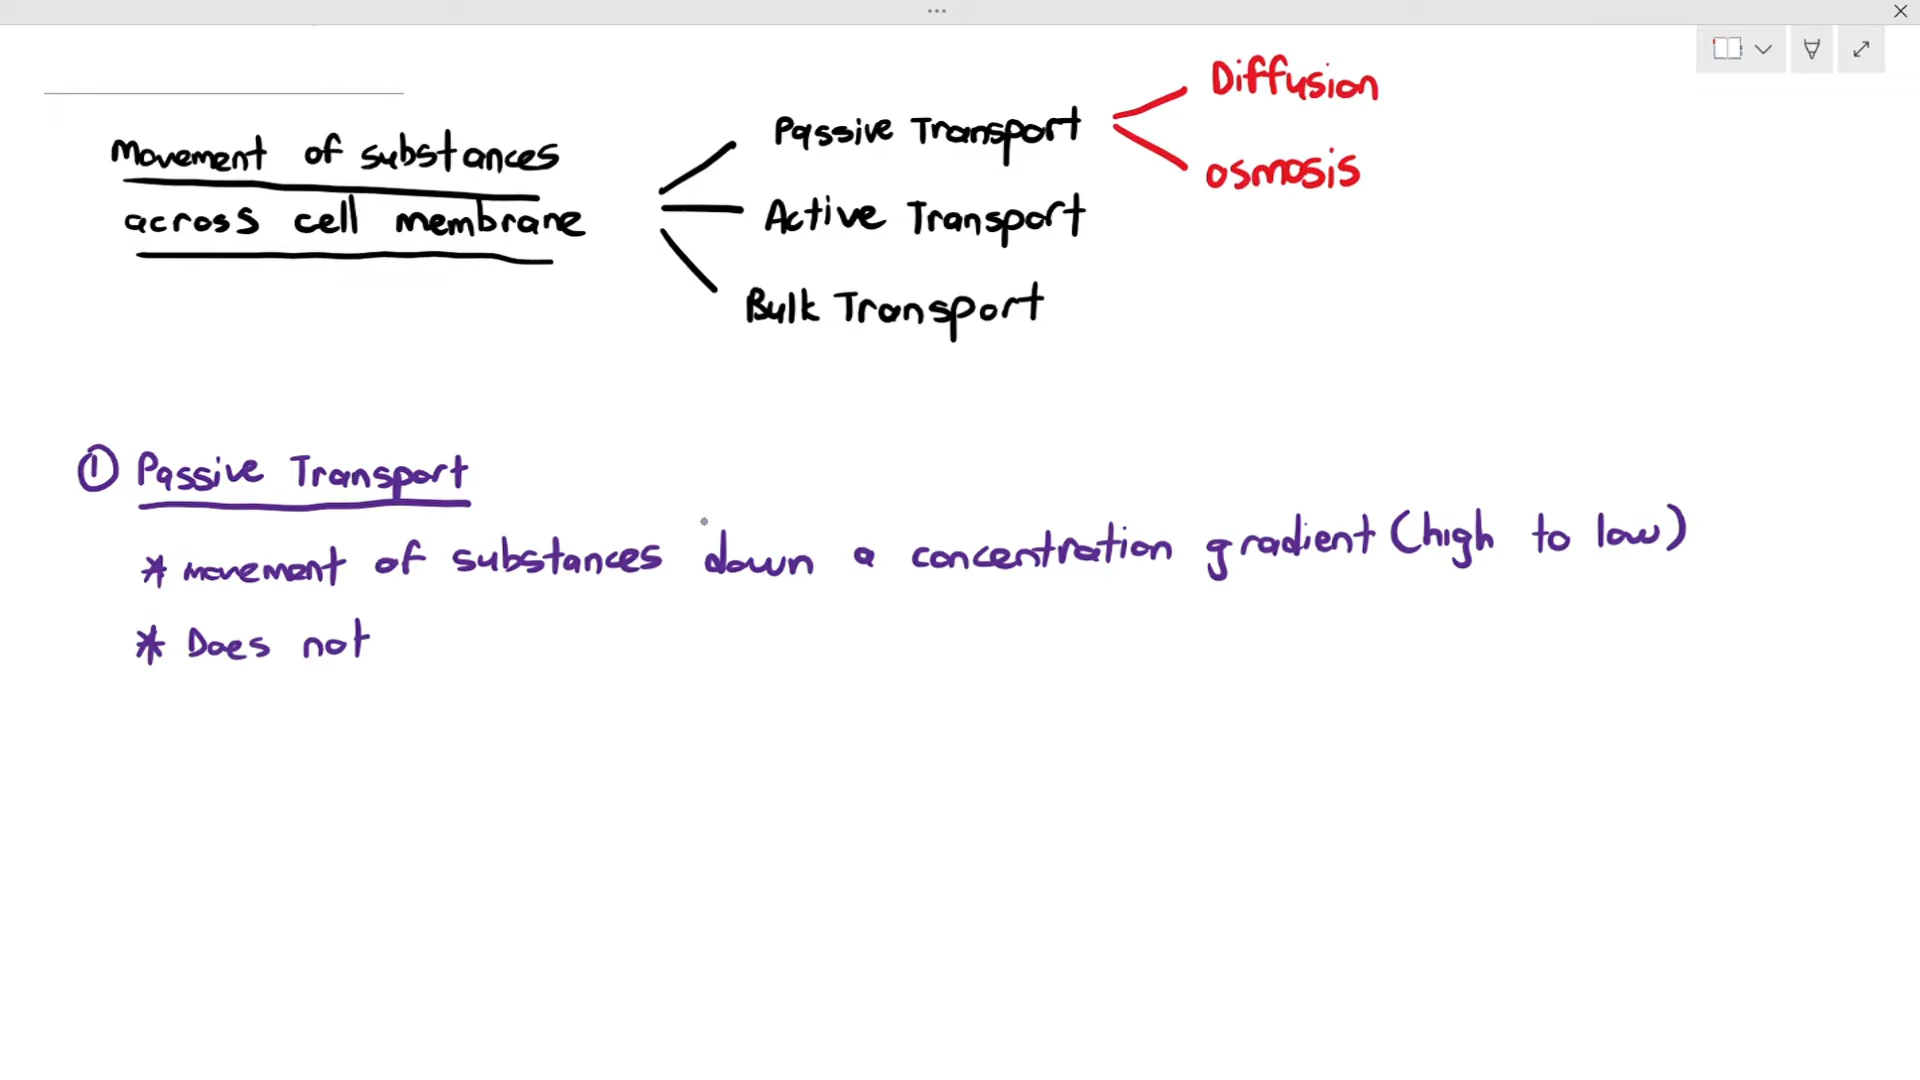 Movement of substances
across cell membrane
Passive Transport
Active Transport
Bulk Transport
Diffusion
osmosis
① Passive Transport
* movement of substances down a concentration gradient (high to low)
* Does not